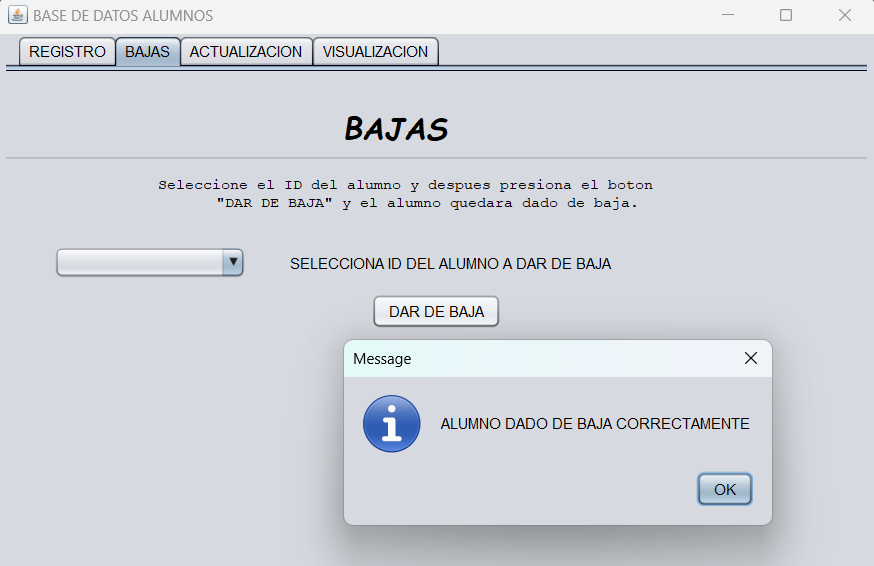 BASE DE DATOS ALUMNOS
REGISTRO BAJAS ACTUALIZACION VISUALIZACION
BAJAS
Seleccione el ID del alumno y despues presiona el boton
"DAR DE BAJA" y el alumno quedara dado de baja.
SELECCIONA ID DEL ALUMNO A DAR DE BAJA
DAR DE BAJA
Message
ALUMNO DADO DE BAJA CORRECTAMENTE
OK